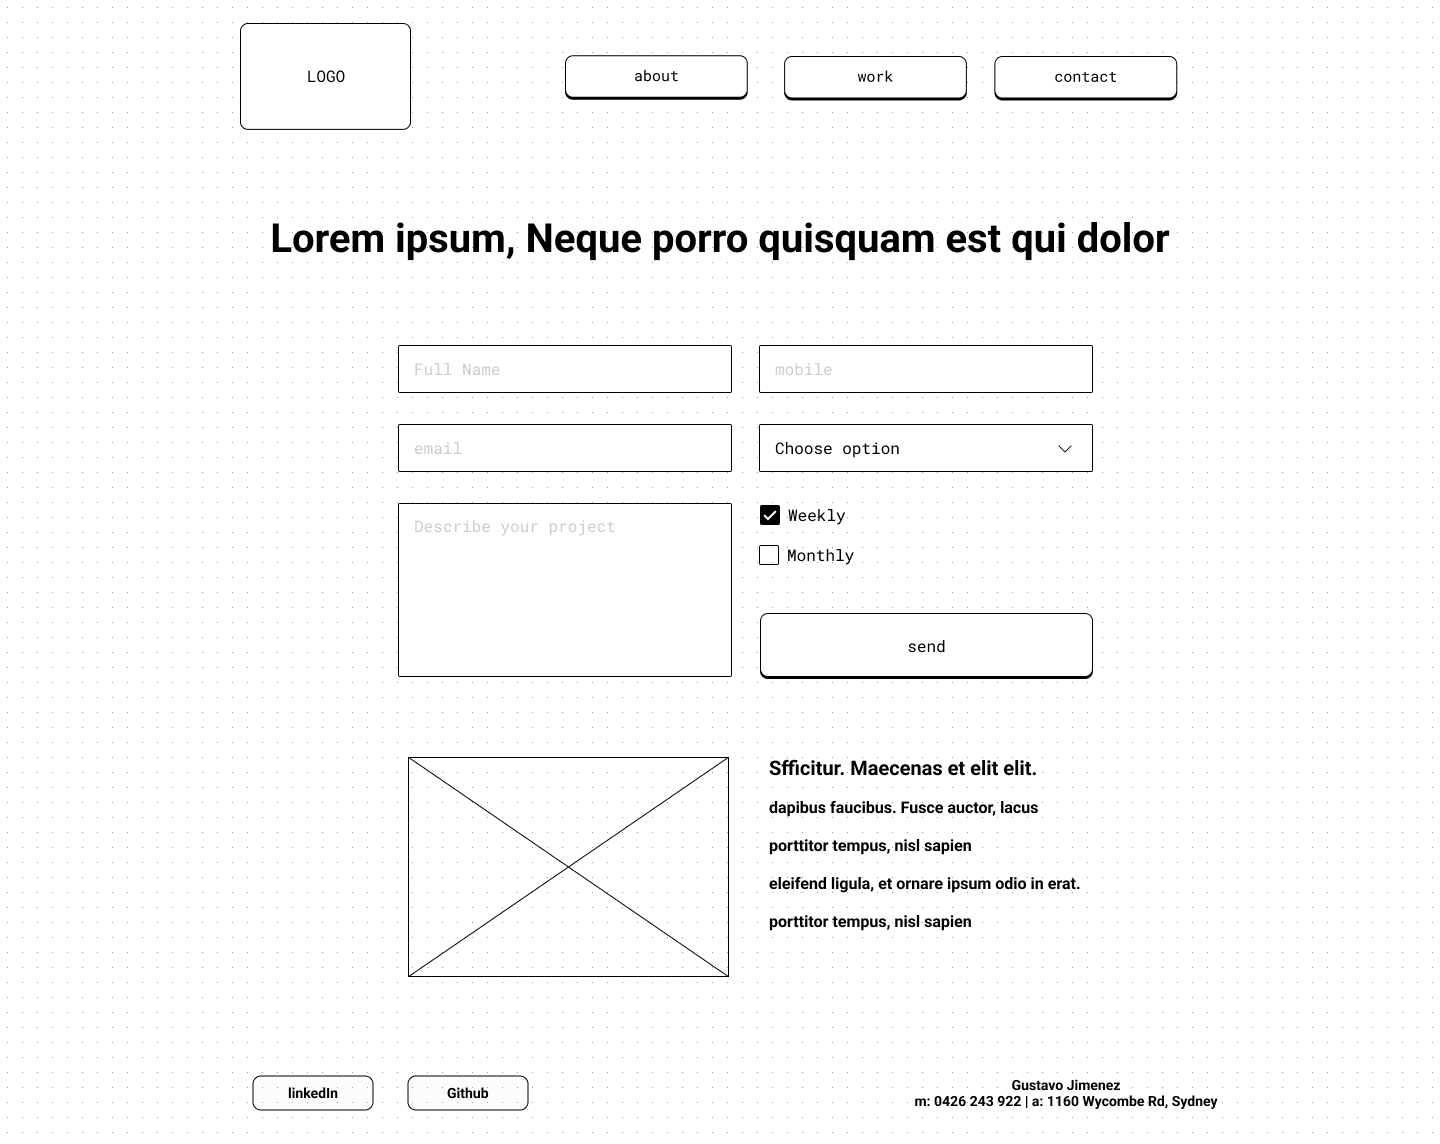 LOGO
about
work
contact
Lorem ipsum, Neque porro quisquam est qui dolor
Full Name
mobile
email
Choose option
Describe your project
Weekly
Monthly
send
Sfficitur. Maecenas et elit elit.
dapibus faucibus. Fusce auctor, lacus
porttitor tempus, nisl sapien
eleifend ligula, et ornare ipsum odio in erat.
porttitor tempus, nisl sapien
linkedIn
Github
Gustavo Jimenez
m: 0426 243 922 | a: 1160 Wycombe Rd, Sydney